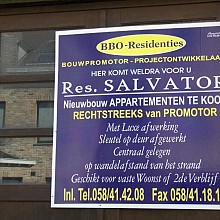 BBO-Residenties
BOUWPROMOTOR - PROJECTONTWIKKELAA
HIER KOMT WELDRA VOOR U
Res. SALVATOR
Nieuwbouw APPARTEMENTEN TE KOO
RECHTSTREEKS van PROMOTOR
Met Luxe afwerking
Sleutel op deur afgewerkt
Centraal gelegen
op wandelafstand van het strand
Geschikt voor vaste Woonst of 2de Verblijf
Inl. Tel.058/41.42.08 Fax 058/41.18.1